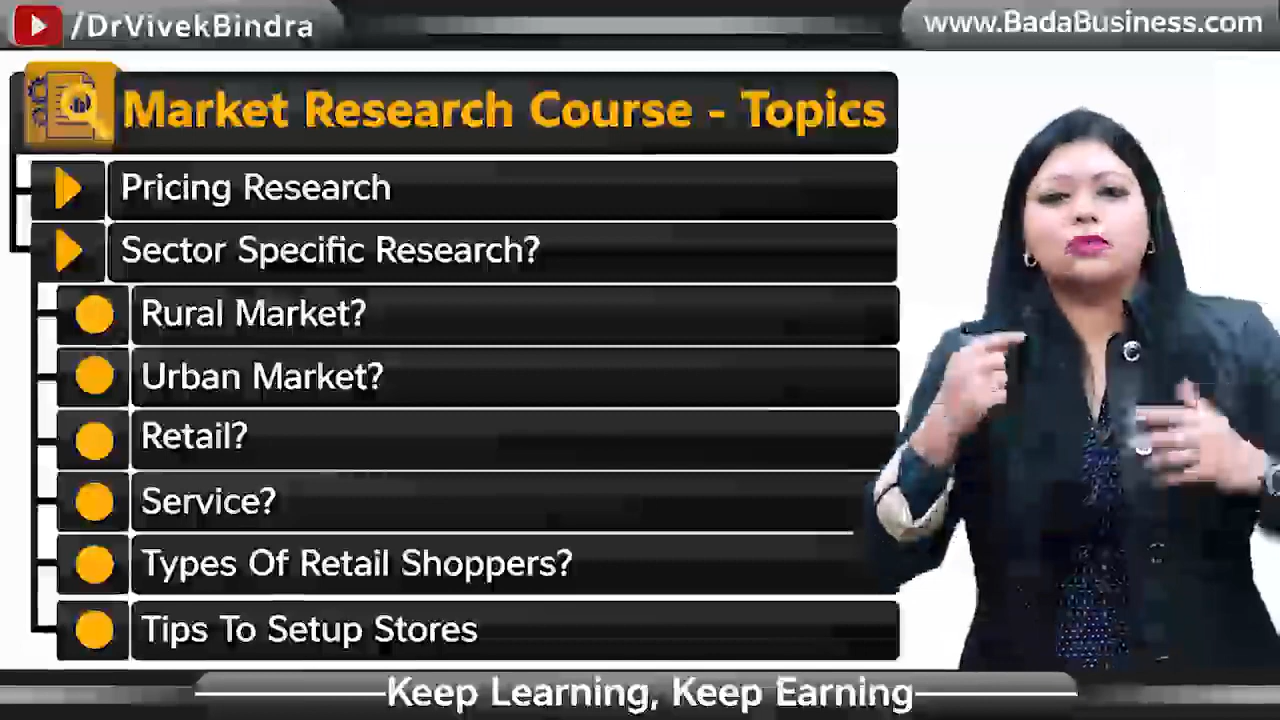 /DrVivekBindra
www.BadaBusiness.com
Market Research Course - Topics
Pricing Research
Sector Specific Research?
Rural Market?
Urban Market?
Retail?
Service?
Types Of Retail Shoppers?
Tips To Setup Stores
Keep Learning, Keep Earning